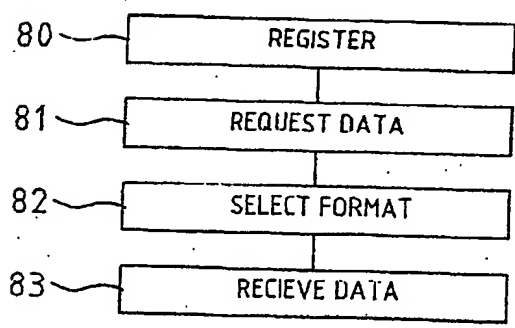 80 REGISTER
81 REQUEST DATA
82 SELECT FORMAT
83 RECIEVE DATA